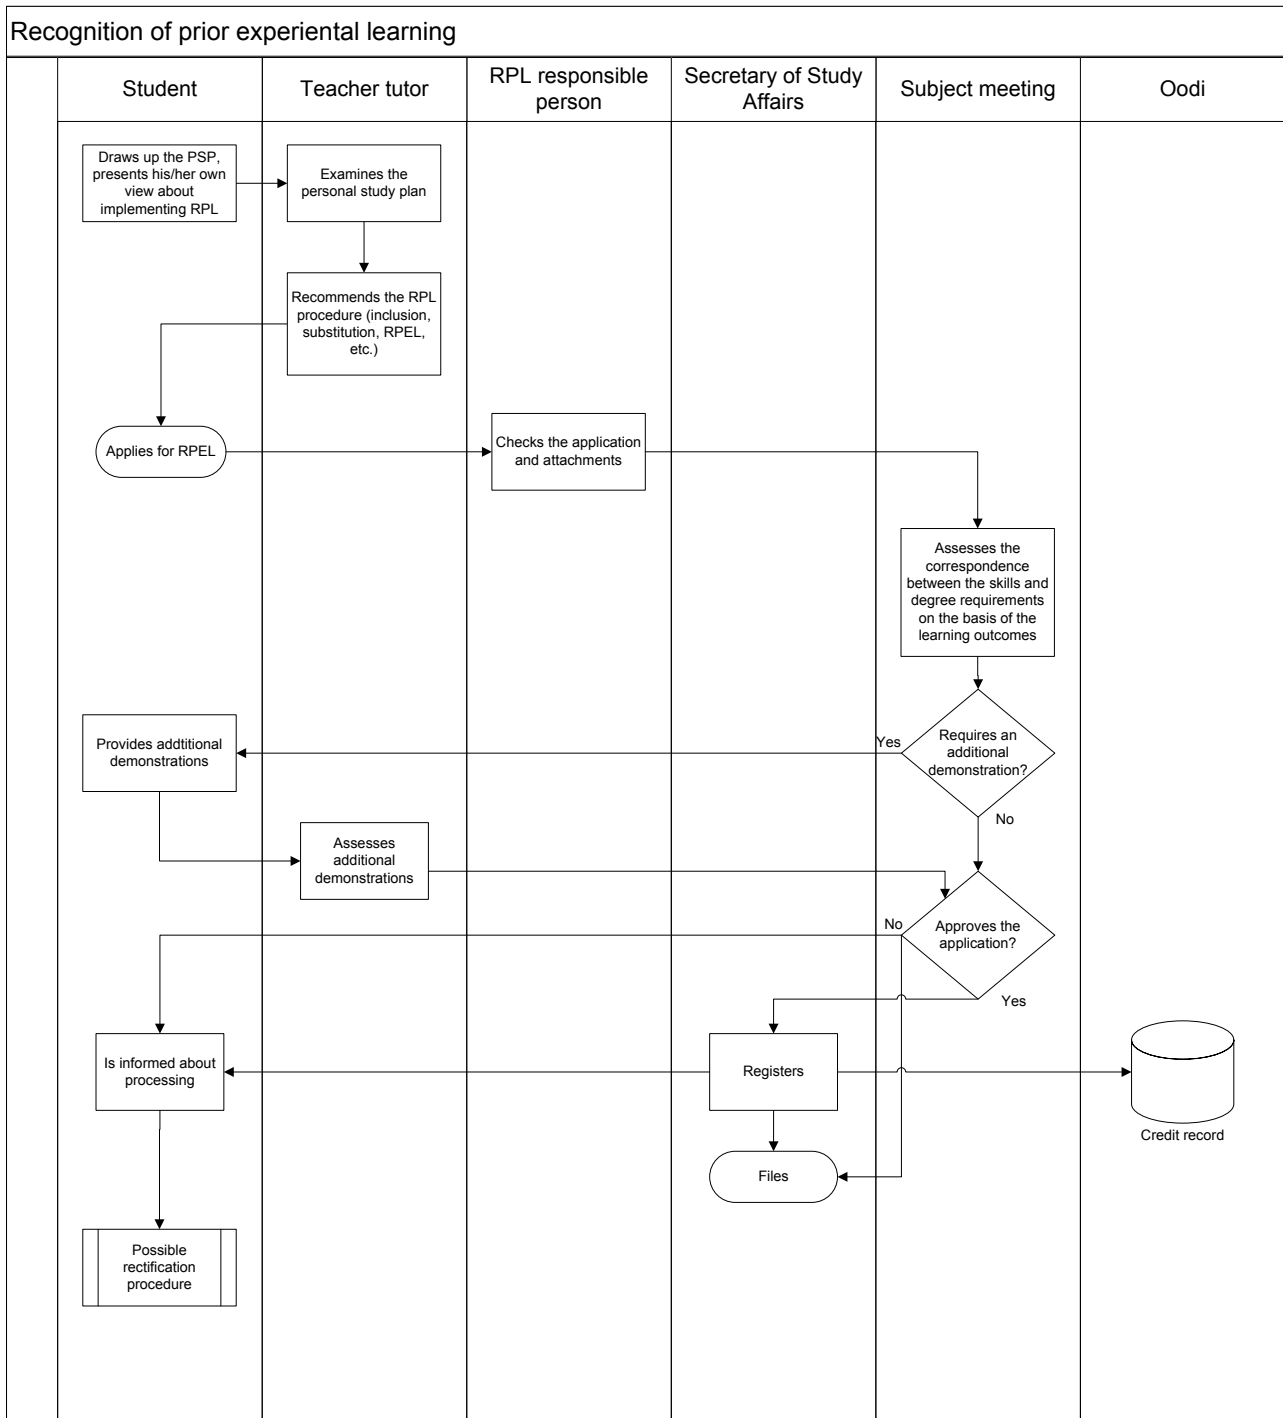 Recognition of prior experiental learning
Student
Teacher tutor
RPL responsible
person
Secretary of Study
Affairs
Subject meeting
Oodi
Draws up the PSP,
presents his/her own
view about
implementing RPL
Examines the
personal study plan
Recommends the RPL
procedure (inclusion,
substitution, RPEL,
etc.)
Applies for RPEL
Checks the application
and attachments
Assesses the
correspondence
between the skills and
degree requirements
on the basis of the
learning outcomes
Provides addtitional
demonstrations
Yes
Requires an
additional
demonstration?
No
Assesses
additional
demonstrations
No
Approves the
application?
Yes
Is informed about
processing
Registers
Credit record
Files
Possible
rectification
procedure